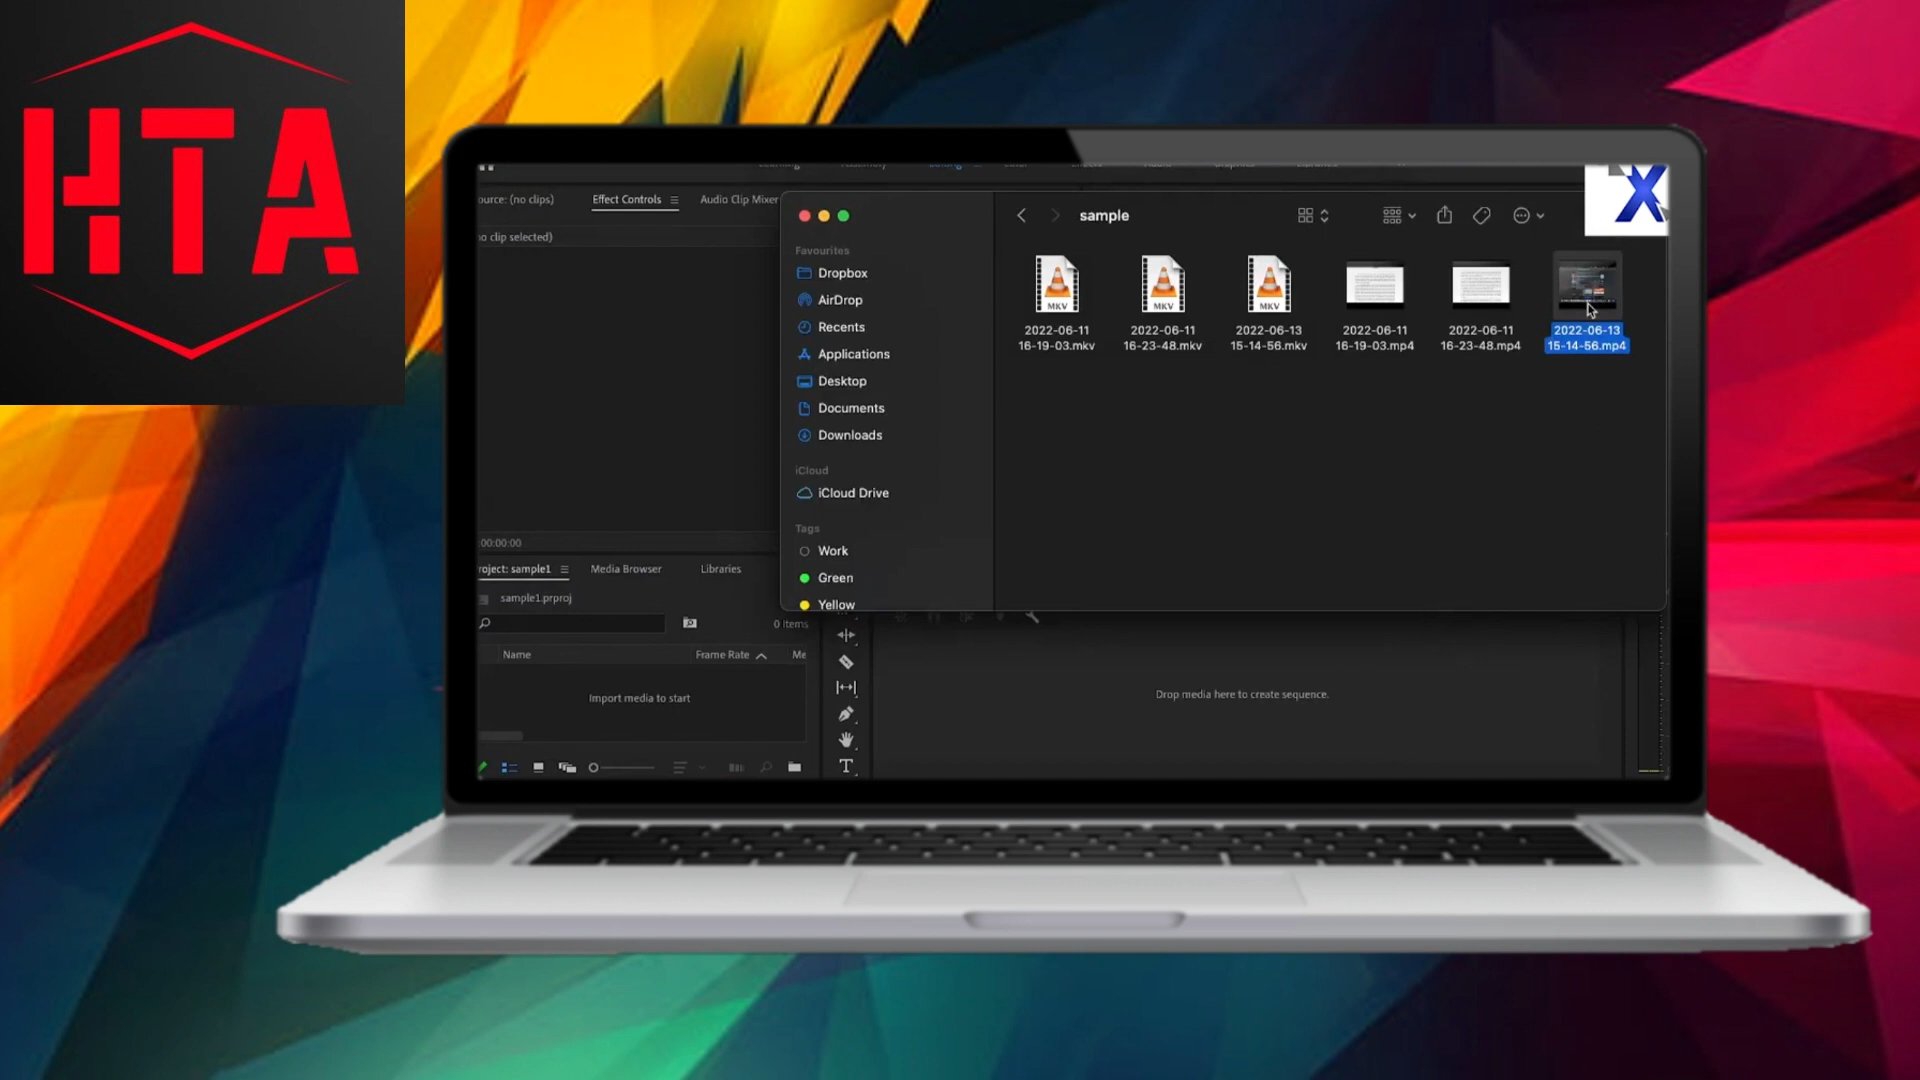 HTA
ource: (no clips)
Effect Controls
Audio Clip Mixer
o clip selected)
00:00:00
roject: sample1
Media Browser
Libraries
sample1.prproj
0 Items
Name
Frame Rate
Me
Import media to start
T
Drop media here to create sequence.
sample
Favourites
Dropbox
AirDrop
Recents
Applications
Desktop
Documents
Downloads
iCloud
iCloud Drive
Tags
Work
Green
Yellow
MKV
2022-06-11
16-19-03.mkv
MKV
2022-06-11
16-23-48.mkv
MKV
2022-06-13
15-14-56.mkv
2022-06-11
16-19-03.mp4
2022-06-11
16-23-48.mp4
2022-06-13
15-14-56.mp4
X